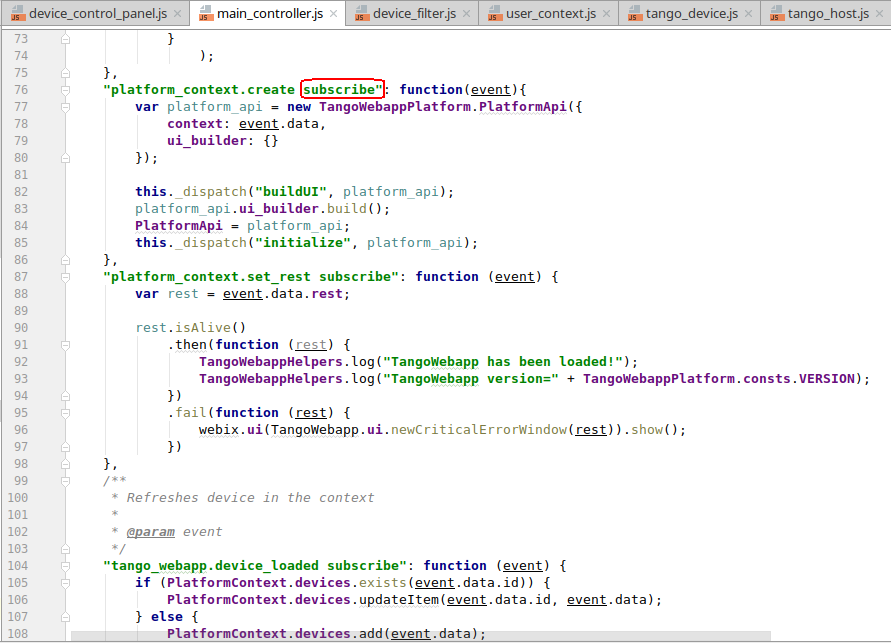 device_control_panel.js main_controller.js device_filter.js user_context.js tango_device.js tango_host.js
73 }
74 );
75 },
76 "platform_context.create subscribe": function(event){
77 var platform_api = new TangoWebappPlatform.PlatformApi({
78 context: event.data,
79 ui_builder: {}
80 });
81
82 this._dispatch("buildUI", platform_api);
83 platform_api.ui_builder.build();
84 PlatformApi = platform_api;
85 this._dispatch("initialize", platform_api);
86 },
87 "platform_context.set_rest subscribe": function (event) {
88 var rest = event.data.rest;
89
90 rest.isAlive()
91 .then(function (rest) {
92 TangoWebappHelpers.log("TangoWebapp has been loaded!");
93 TangoWebappHelpers.log("TangoWebapp version=" + TangoWebappPlatform.consts.VERSION);
94 })
95 .fail(function (rest) {
96 webix.ui(TangoWebapp.ui.newCriticalErrorWindow(rest)).show();
97 })
98 },
99 /**
100 * Refreshes device in the context
101 *
102 * @param event
103 */
104 "tango_webapp.device_loaded subscribe": function (event) {
105 if (PlatformContext.devices.exists(event.data.id)) {
106 PlatformContext.devices.updateItem(event.data.id, event.data);
107 } else {
108 PlatformContext.devices.add(event.data);